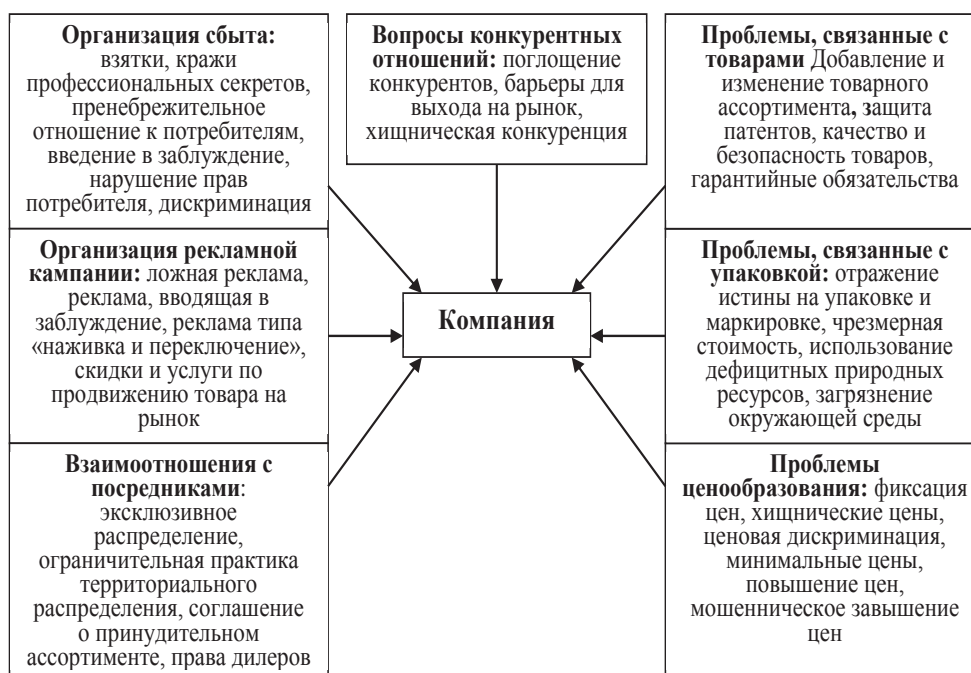 Организация сбыта:
взятки, кражи
профессиональных секретов,
пренебрежительное
отношение к потребителям,
введение в заблуждение,
нарушение прав
потребителя, дискриминация
Вопросы конкурентных
отношений: поглощение
конкурентов, барьеры для
выхода на рынок,
хищническая конкуренция
Проблемы, связанные с
товарами Добавление и
изменение товарного
ассортимента, защита
патентов, качество и
безопасность товаров,
гарантийные обязательства
Организация рекламной
кампании: ложная реклама,
реклама, вводящая в
заблуждение, реклама типа
«наживка и переключение»,
скидки и услуги по
продвижению товара на
рынок
Компания
Проблемы, связанные с
упаковкой: отражение
истины на упаковке и
маркировке, чрезмерная
стоимость, использование
дефицитных природных
ресурсов, загрязнение
окружающей среды
Взаимоотношения с
посредниками:
эксклюзивное
распределение,
ограничительная практика
территориального
распределения, соглашение
о принудительном
ассортименте, права дилеров
Проблемы
ценообразования: фиксация
цен, хищнические цены,
ценовая дискриминация,
минимальные цены,
повышение цен,
мошенническое завышение
цен